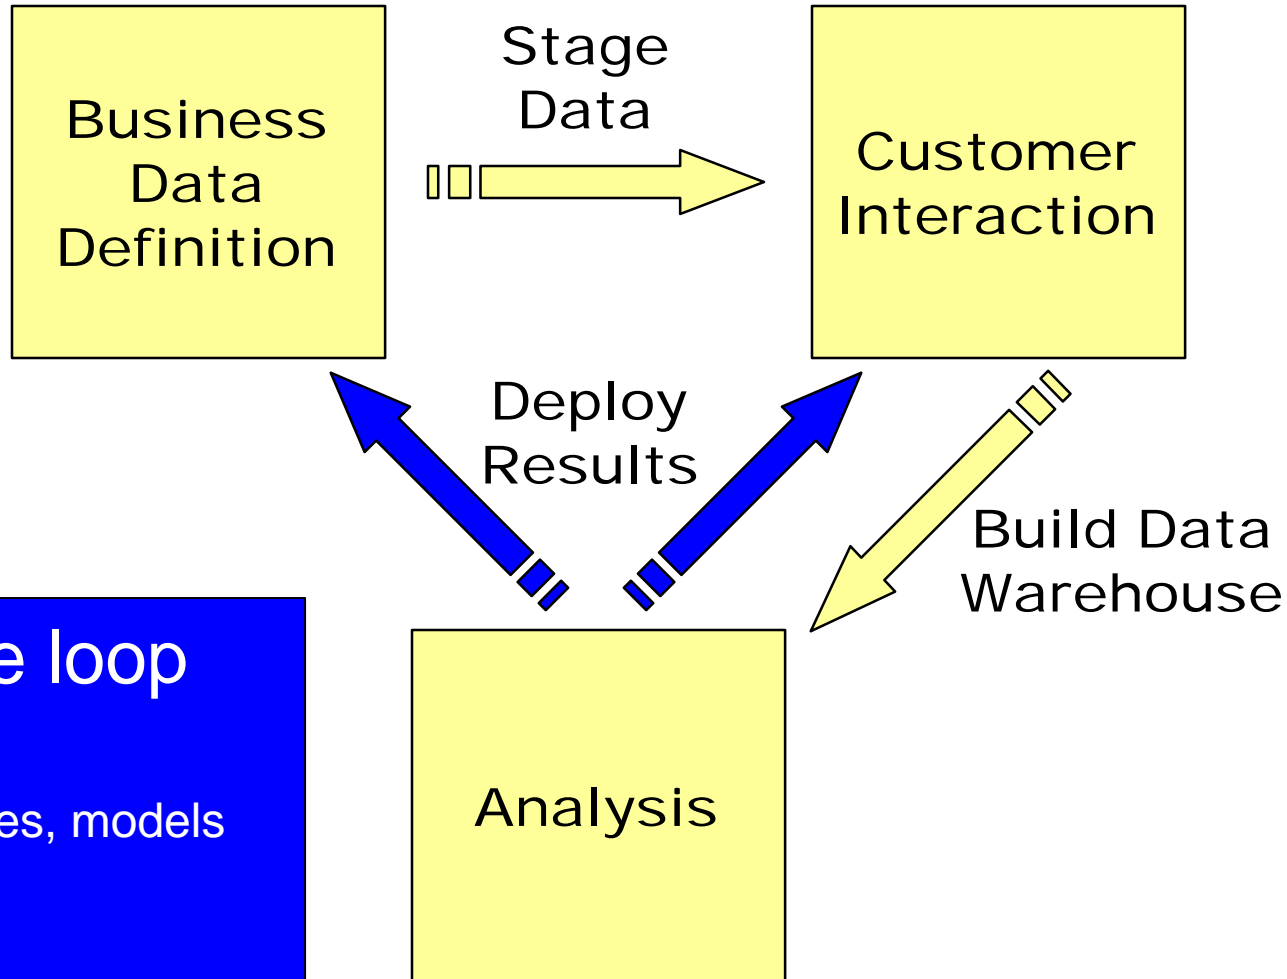 Business
Data
Definition
Stage
Data
Customer
Interaction
Deploy
Results
Build Data
Warehouse
e loop
es, models
Analysis